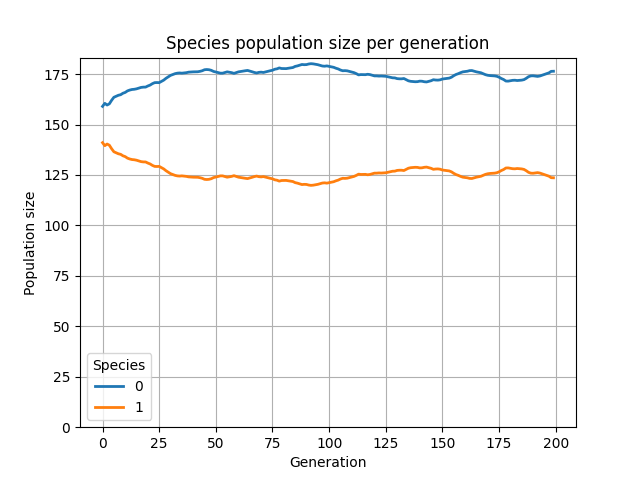 Species population size per generation
Population size
175
150
125
100
75
50
25
0
Species
0
1
0 25 50 75 100 125 150 175 200
Generation